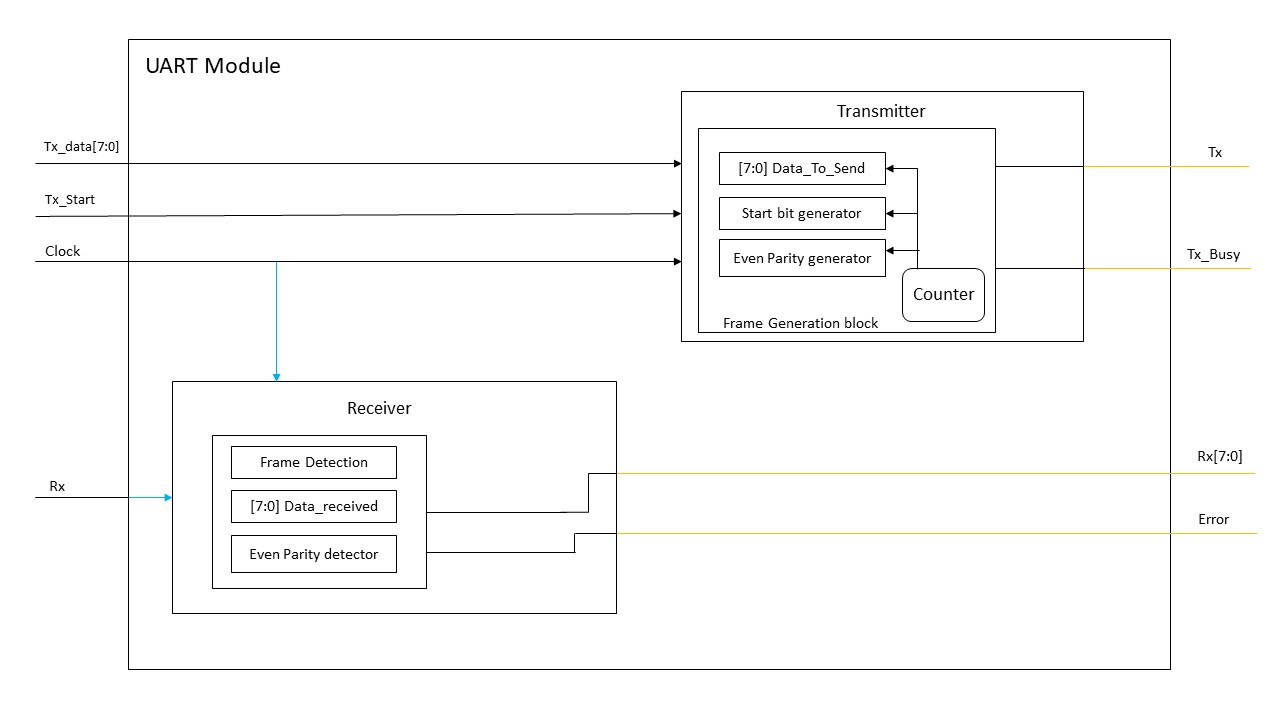 UART Module
Transmitter
Tx_data[7:0]
Tx
[7:0] Data_To_Send
Tx_Start
Start bit generator
Clock
Even Parity generator
Tx_Busy
Counter
Frame Generation block
Receiver
Frame Detection
Rx[7:0]
Rx
[7:0] Data_received
Error
Even Parity detector